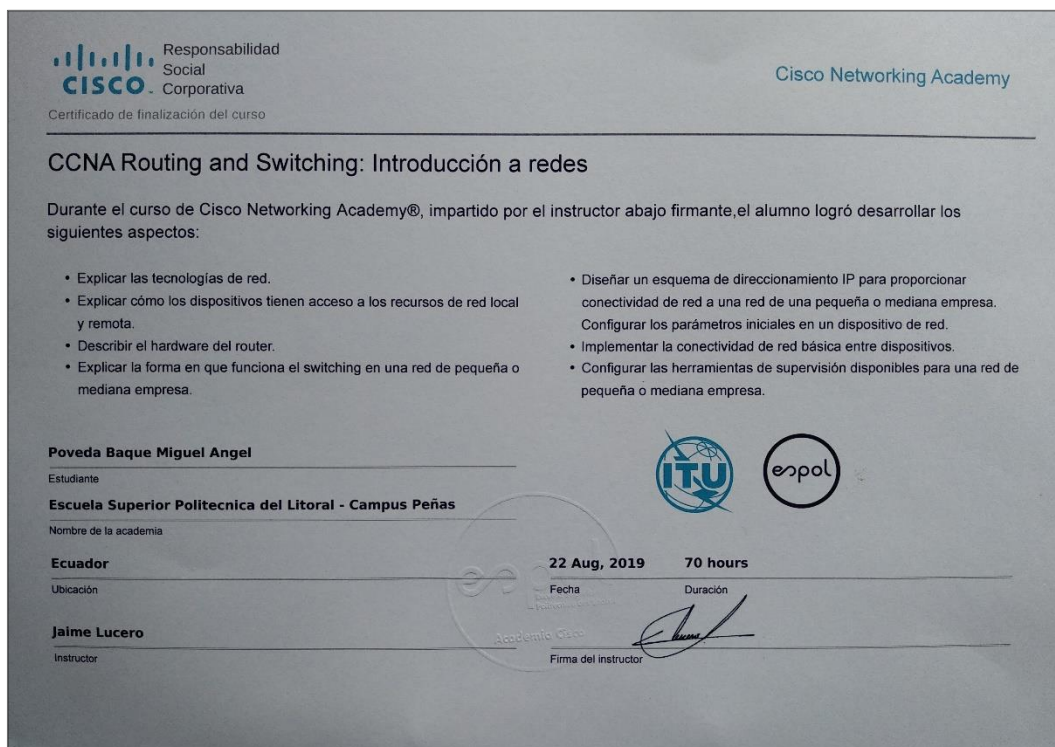 Responsabilidad
Social
Corporativa
CISCO
Certificado de finalización del curso
Cisco Networking Academy
CCNA Routing and Switching: Introducción a redes
Durante el curso de Cisco Networking Academy®, impartido por el instructor abajo firmante,el alumno logró desarrollar los
siguientes aspectos:
• Explicar las tecnologías de red.
• Explicar cómo los dispositivos tienen acceso a los recursos de red local
y remota.
• Describir el hardware del router.
• Explicar la forma en que funciona el switching en una red de pequeña o
mediana empresa.
• Diseñar un esquema de direccionamiento IP para proporcionar
conectividad de red a una red de una pequeña o mediana empresa.
Configurar los parámetros iniciales en un dispositivo de red.
• Implementar la conectividad de red básica entre dispositivos.
• Configurar las herramientas de supervisión disponibles para una red de
pequeña o mediana empresa.
Poveda Baque Miguel Angel
Estudiante
Escuela Superior Politecnica del Litoral - Campus Peñas
Nombre de la academia
ITU
espol
Ecuador
Ubicación
22 Aug, 2019 70 hours
Fecha Duración
Academia Cisco
Jaime Lucero
Instructor
Firma del instructor